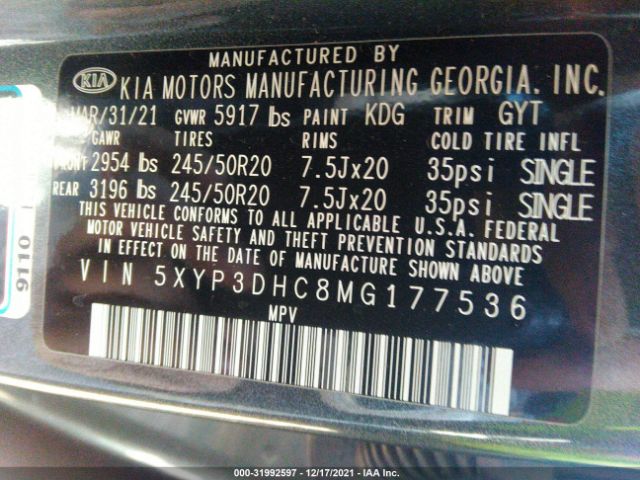 MANUFACTURED BY
KIA KIA MOTORS MANUFACTURING GEORGIA. INC.
MAR/31/21 GVWR 5917 lbs PAINT KDG TRIM GYT
GAWR TIRES RIMS COLD TIRE INFL
FRONT 2954 lbs 245/50R20 7.5Jx20 35psi SINGLE
REAR 3196 lbs 245/50R20 7.5Jx20 35psi SINGLE
THIS VEHICLE CONFORMS TO ALL APPLICABLE U.S.A. FEDERAL
MOTOR VEHICLE SAFETY AND THEFT PREVENTION STANDARDS
IN EFFECT ON THE DATE OF MANUFACTURE SHOWN ABOVE
VIN 5XYP3DHC8MG177536
MPV
9110
000-31992597 - 12/17/2021 - IAA Inc.